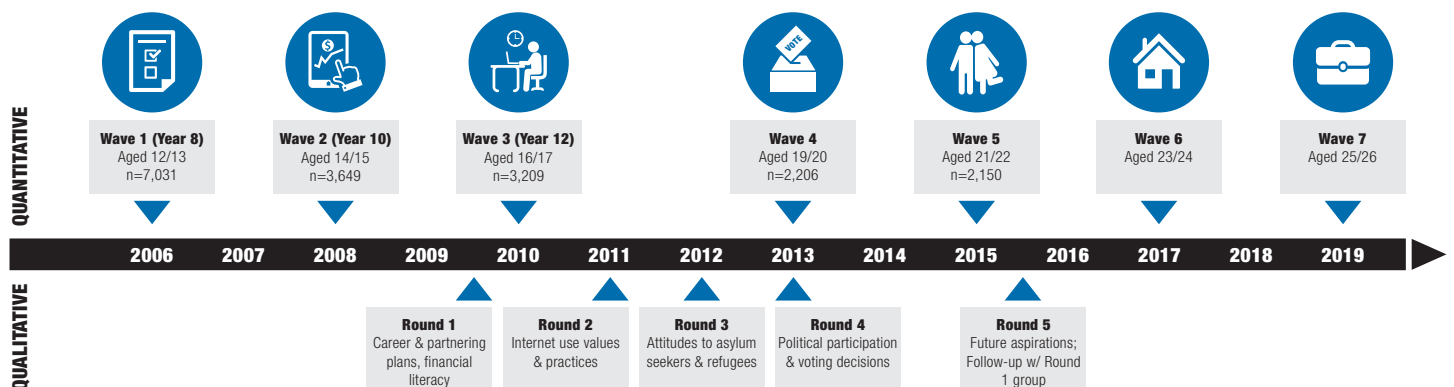 VOTE
QUANTITATIVE
Wave 1 (Year 8)
Aged 12/13
n=7,031
Wave 2 (Year 10)
Aged 14/15
n=3,649
Wave 3 (Year 12)
Aged 16/17
n=3,209
Wave 4
Aged 19/20
n=2,206
Wave 5
Aged 21/22
n=2,150
Wave 6
Aged 23/24
Wave 7
Aged 25/26
2006 2007 2008 2009 2010 2011 2012 2013 2014 2015 2016 2017 2018 2019
QUALITATIVE
Round 1
Career & partnering
plans, financial
literacy
Round 2
Internet use values
& practices
Round 3
Attitudes to asylum
seekers & refugees
Round 4
Political participation
& voting decisions
Round 5
Future aspirations;
Follow-up w/ Round
1 group